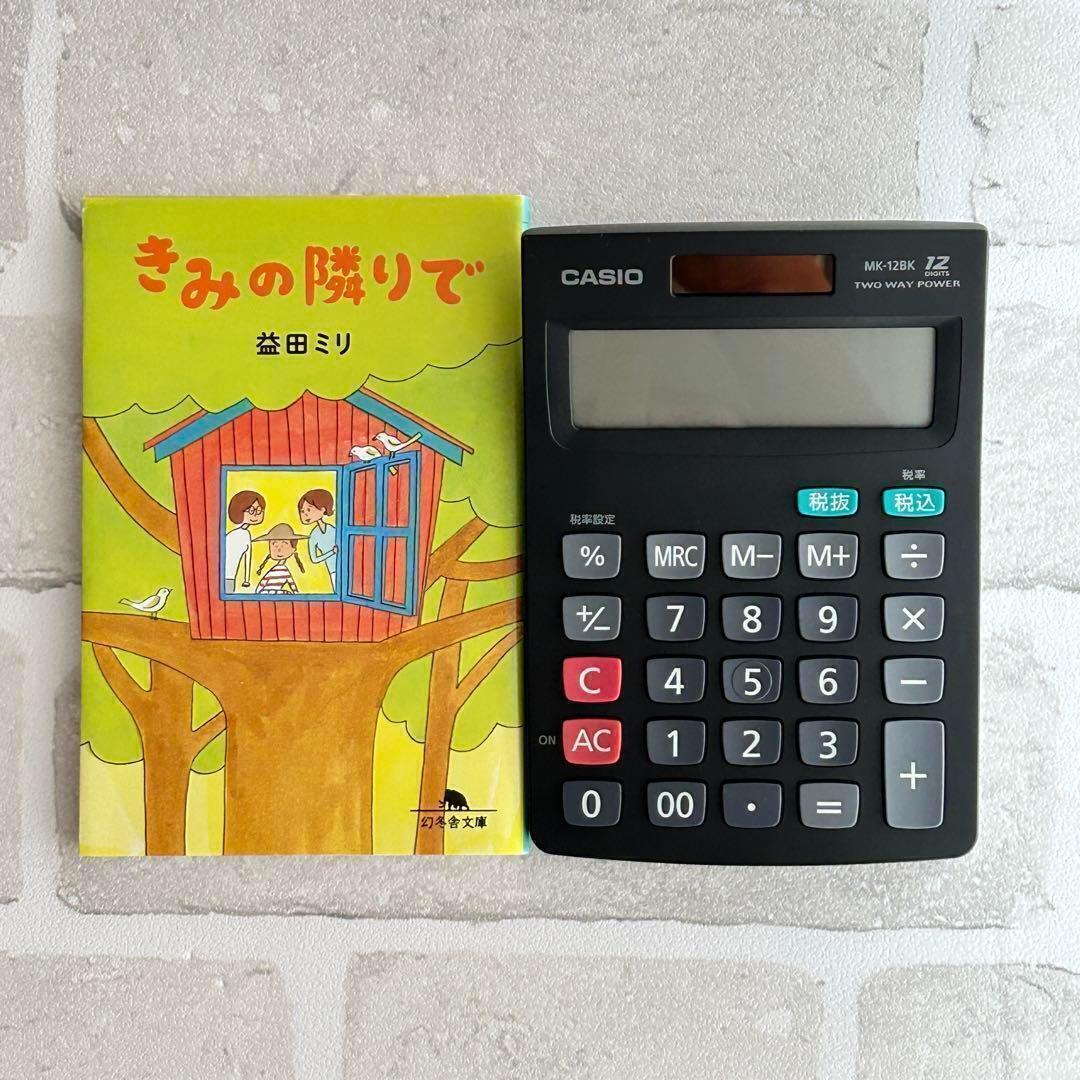 きみの隣りで
益田ミリ
幻冬舎文庫
CASIO
MK-12BK 12 DIGITS
TWO WAY POWER
税率
税抜 税込
税率設定
% MRC M− M+ ÷
+/− 7 8 9 ×
C 4 5 6 −
ON AC 1 2 3 +
0 00 ・ =